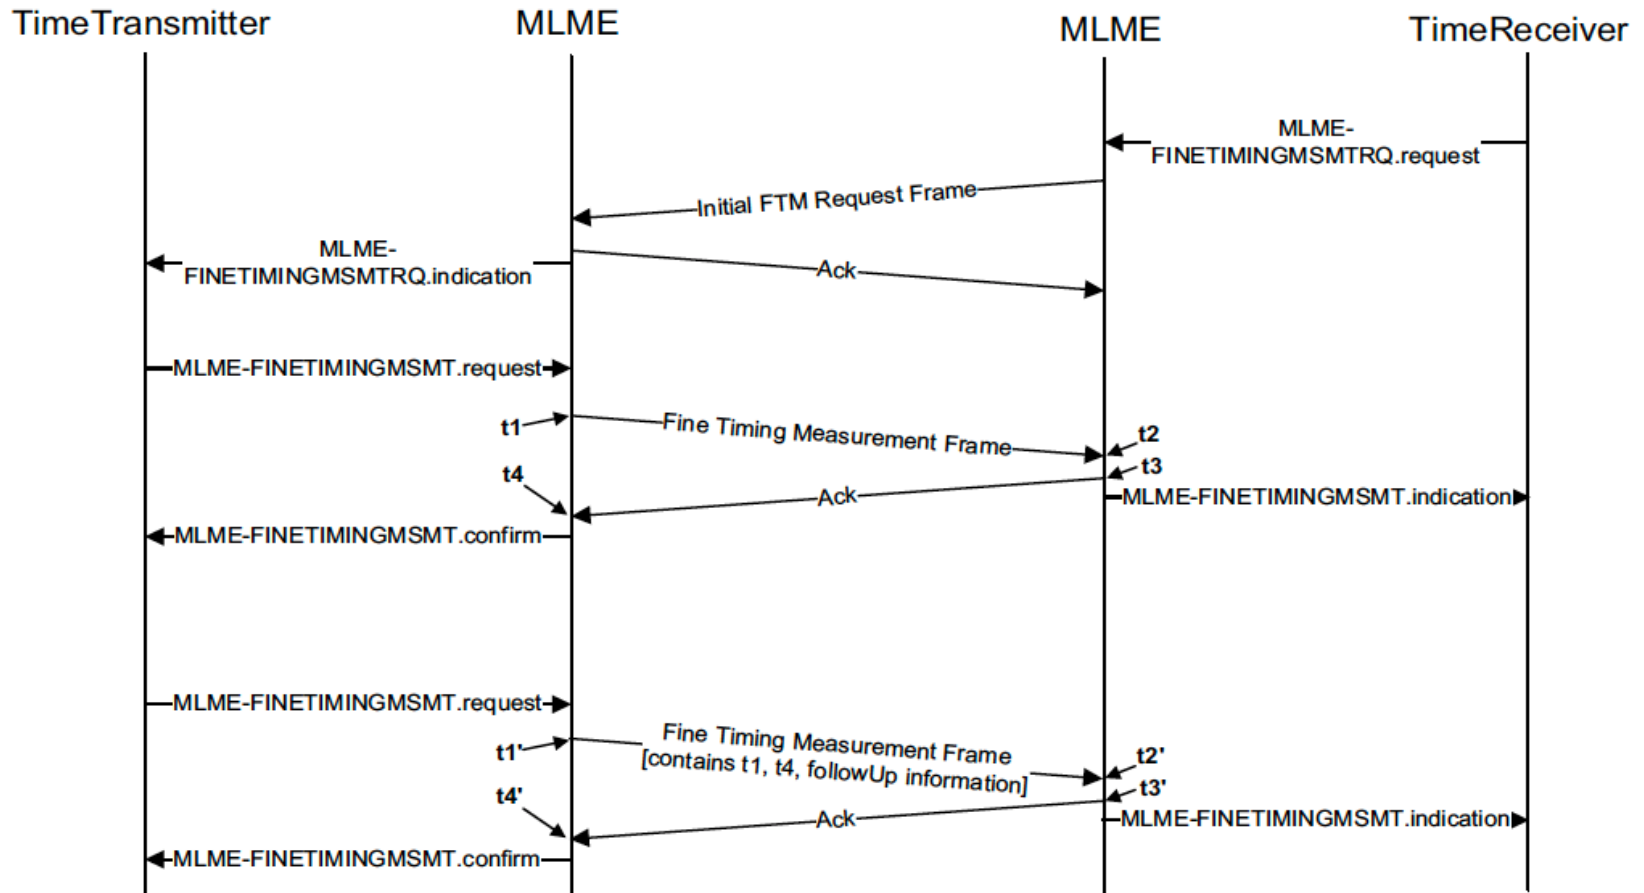 TimeTransmitter
MLME
MLME
TimeReceiver
MLME-
FINETIMINGMSMTRQ.request
Initial FTM Request Frame
MLME-
FINETIMINGMSMTRQ.indication
Ack
MLME-FINETIMINGMSMT.request
t1
Fine Timing Measurement Frame
t2
t3
t4
Ack
MLME-FINETIMINGMSMT.indication
MLME-FINETIMINGMSMT.confirm
MLME-FINETIMINGMSMT.request
t1'
Fine Timing Measurement Frame
[contains t1, t4, followUp information]
t2'
t3'
t4'
Ack
MLME-FINETIMINGMSMT.indication
MLME-FINETIMINGMSMT.confirm